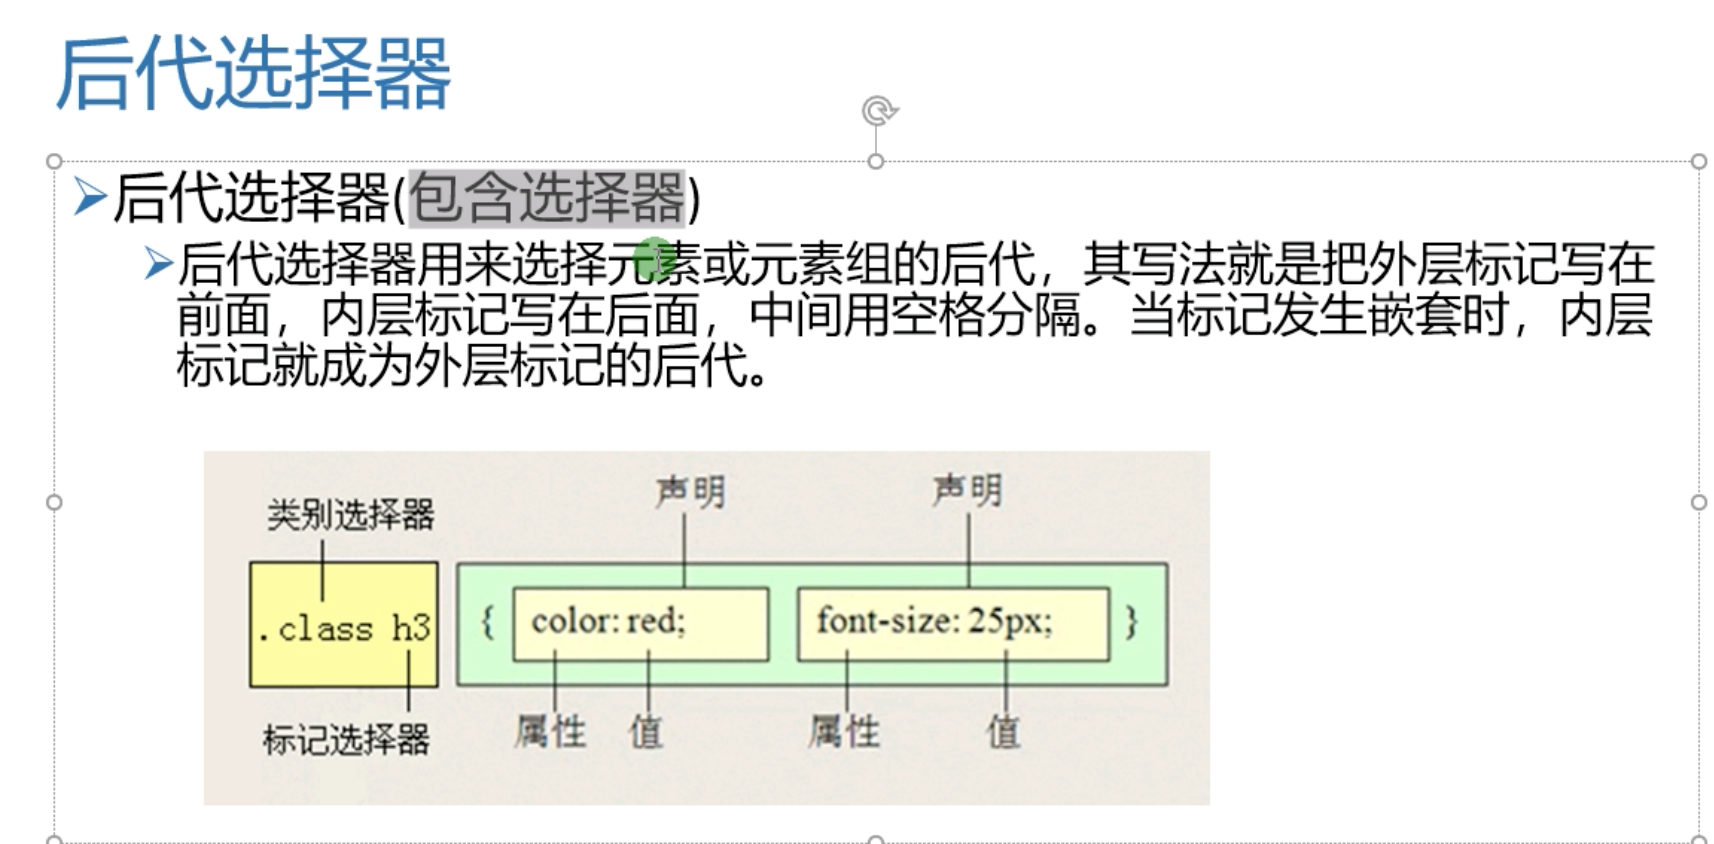 后代选择器
后代选择器(包含选择器)
后代选择器用来选择元素或元素组的后代，其写法就是把外层标记写在
前面，内层标记写在后面，中间用空格分隔。当标记发生嵌套时，内层
标记就成为外层标记的后代。
声明 声明
类别选择器
.class h3 { color: red; font-size: 25px; }
属性 值 属性 值
标记选择器